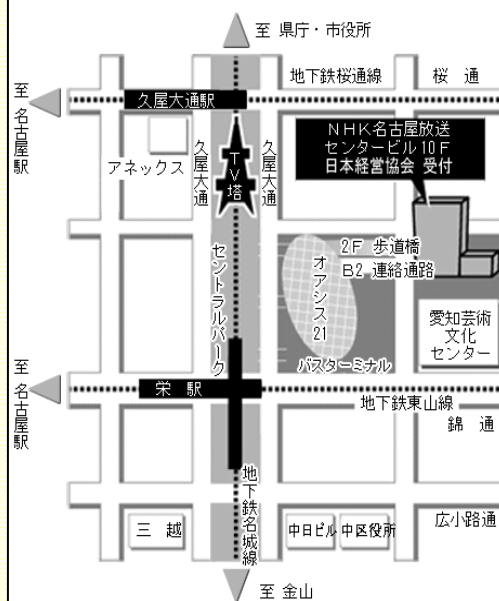 至 県庁・市役所
地下鉄桜通線
桜 通
至 名古屋駅
久屋大通駅
NHK名古屋放送
センタービル10F
日本経営協会 受付
アネックス
久屋大通
TV塔
久屋大通
2F 歩道橋
B2 連絡通路
オアシス21
セントラルパーク
愛知芸術
文化
センター
バスターミナル
至 名古屋駅
栄 駅
地下鉄東山線
錦 通
地下鉄名城線
三 越
中日ビル
中区役所
広小路通
至 金山